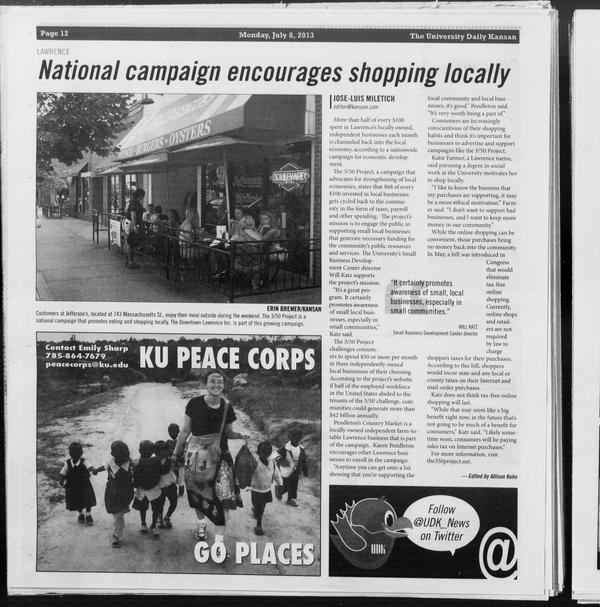 Page 12
Monday, July 8, 2013
The University Daily Kansan
LAWRENCE
National campaign encourages shopping locally
BURGERS · OYSTERS
BOULEVARD
ERIN BREMER/KANSAN
Customers at Jefferson's, located at 743 Massachusetts St., enjoy their meal outside during the weekend. The 3/50 Project is a
national campaign that promotes eating and shopping locally. The Downtown Lawrence Inc. is part of this growing campaign.
JOSE-LUIS MILETICH
editor@kansan.com
More than half of every $100
spent in Lawrence's locally owned,
independent businesses each month
is channeled back into the local
economy, according to a nationwide
campaign for economic develop-
ment.
The 3/50 Project, a campaign that
advocates for strengthening of local
economies, states that $68 of every
$100 invested in local businesses
gets cycled back to the commu-
nity in the form of taxes, payroll
and other spending. The project's
mission is to engage the public in
supporting small local businesses
that generate necessary funding for
the community's public resources
and services. The University's Small
Business Develop-
ment Center director
Will Katz supports
the project's mission.
"It's a great pro-
gram. It certainly
promotes awareness
of small local busi-
nesses, especially in
small communities,"
Katz said.
The 3/50 Project
challenges consum-
ers to spend $50 or more per month
in three independently owned
local businesses of their choosing.
According to the project's website,
if half of the employed workforce
in the United States abided to the
tenants of the 3/50 challenge, com-
munities could generate more than
$42 billion annually.
Pendleton's Country Market is a
locally owned independent farm-to-
table Lawrence business that is part
of the campaign. Karen Pendleton
encourages other Lawrence busi-
nesses to enroll in the campaign.
"Anytime you can get onto a list
showing that you're supporting the
local community and local busi-
nesses, it's good," Pendleton said.
"It's very worth being a part of."
Consumers are increasingly
conscientious of their shopping
habits and think it's important for
businesses to advertise and support
campaigns like the 3/50 Project.
Katie Farmer, a Lawrence native,
said pursuing a degree in social
work at the University motivates her
to shop locally.
"I like to know the business that
my purchases are supporting, it may
be a more ethical motivation." Farm-
er said. "I don't want to support bad
businesses, and I want to keep more
money in our community."
While the online shopping can be
convenient, those purchases bring
no money back into the community.
In May, a bill was introduced in
Congress
that would
eliminate
tax-free
online
shopping.
Currently,
online shops
and retail-
ers are not
required
by law to
charge
shoppers taxes for their purchases.
According to this bill, shoppers
would incur state and any local or
county taxes on their Internet and
mail-order purchases.
Katz does not think tax-free online
shopping will last.
"While that may seem like a big
benefit right now, in the future that's
not going to be much of a benefit for
consumers," Katz said. "Likely some-
time soon, consumers will be paying
sales tax on Internet purchases."
For more information, visit
the350project.net.
— Edited by Allison Kohn
"It certainly promotes
awareness of small, local
businesses, especially in
small communities."
WILL KATZ
Small Business Development Center director
Contact Emily Sharp
785-864-7679
peacecorps@ku.edu
KU PEACE CORPS
GO PLACES
Follow
@UDK_News
on Twitter
UDK
@